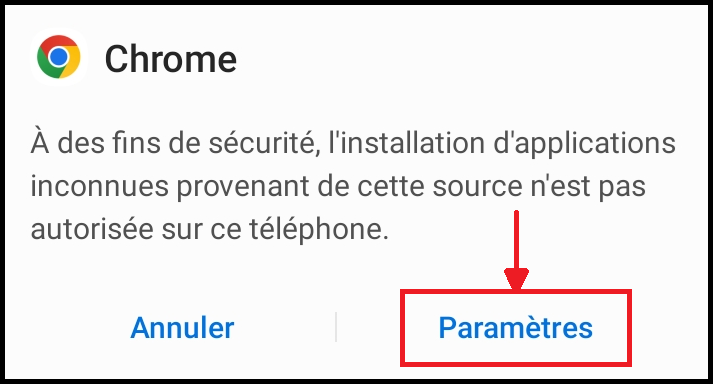 Chrome
À des fins de sécurité, l'installation d'applications
inconnues provenant de cette source n'est pas
autorisée sur ce téléphone.
Annuler
Paramètres